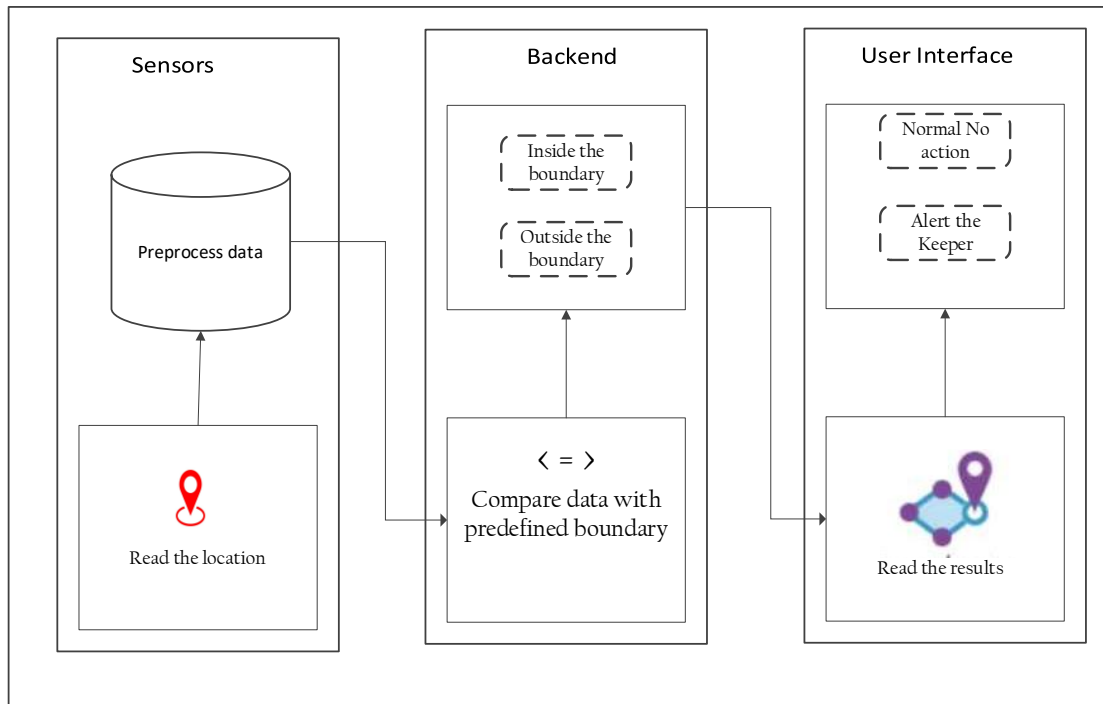 Sensors
Preprocess data
Read the location
Backend
Inside the
boundary
Outside the
boundary
< = >
Compare data with
predefined boundary
User Interface
Normal No
action
Alert the
Keeper
Read the results